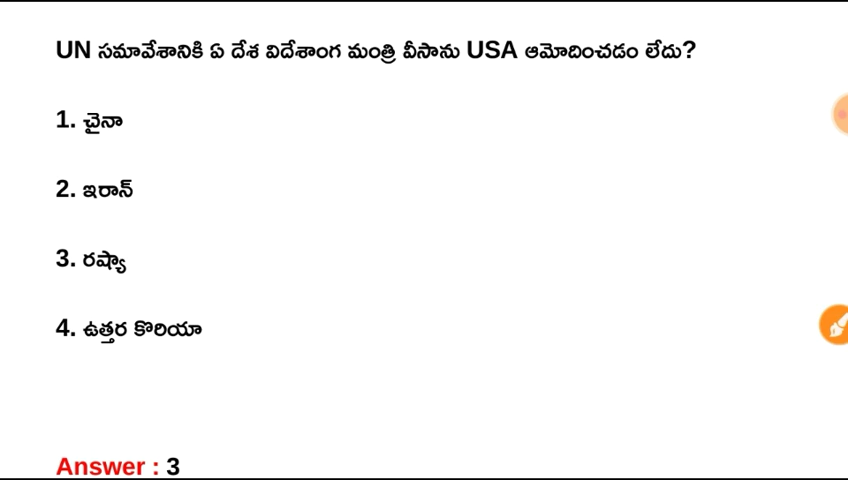 UN సమావేశానికి ఏ దేశ విదేశాంగ మంత్రి వీసాను USA ఆమోదించడం లేదు?
1. చైనా
2. ఇరాన్
3. రష్యా
4. ఉత్తర కొరియా
Answer : 3